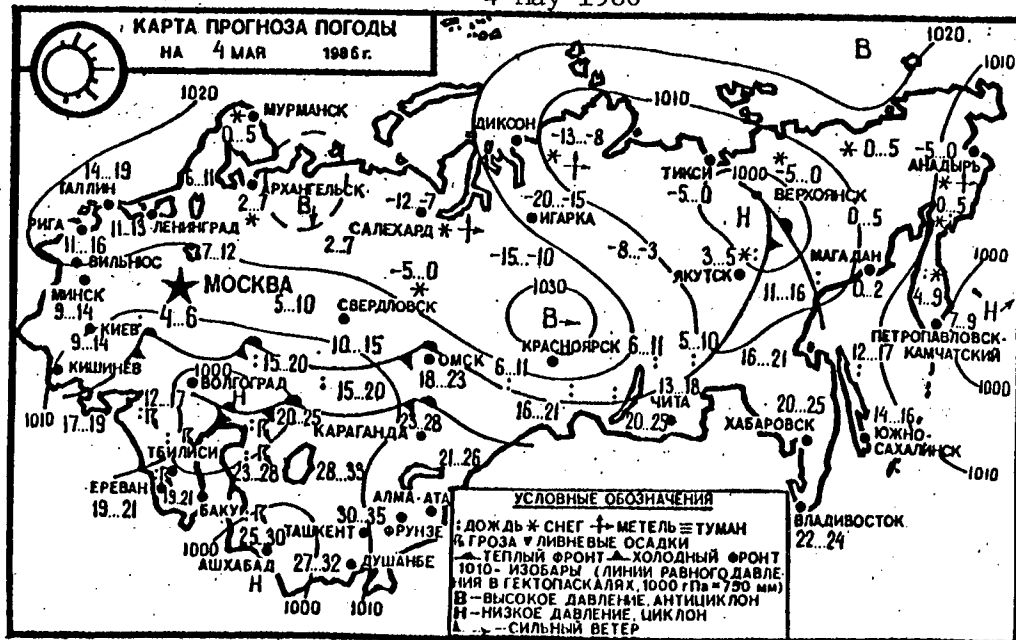 4 May 1986
КАРТА ПРОГНОЗА ПОГОДЫ
НА 4 МАЯ 1986 г.
В
1020
1010
1020
МУРМАНСК
0...5
1010
ДИКСОН
-13...-8
ТИКСИ
-5...0
1000
-5...0
ВЕРХОЯНСК
0...5
-5...0
АНАДЫРЬ
0...5
14...19
ТАЛЛИН
6...11
АРХАНГЕЛЬСК
2...7
В
-12...-7
САЛЕХАРД
-20...-15
ИГАРКА
Н
0...5
РИГА
11...13
ЛЕНИНГРАД
11...16
ВИЛЬНЮС
7...12
2...7
-15...-10
-8...-3
3...5
ЯКУТСК
МАГАДАН
0...2
1000
МИНСК
9...14
МОСКВА
4...6
5...10
-5...0
СВЕРДЛОВСК
1030
В
КРАСНОЯРСК
11...16
4...9
7...9
Н
ПЕТРОПАВЛОВСК-
КАМЧАТСКИЙ
КИЕВ
9...14
КИШИНЕВ
10...15
ОМСК
18...23
6...11
6...11
5...10
16...21
12...17
1000
1010
17...19
1000
15...20
ВОЛГОГРАД
Н
12...17
15...20
20...25
КАРАГАНДА
23...28
16...21
20...25
13...18
ЧИТА
20...25
ХАБАРОВСК
14...16
ЮЖНО-
САХАЛИНСК
1010
ТБИЛИСИ
23...28
28...33
21...26
ЕРЕВАН
19...21
19..21
БАКУ
АЛМА-АТА
30...35
ФРУНЗЕ
ТАШКЕНТ
25...30
1000
АШХАБАД
Н
27...32
ДУШАНБЕ
1000
1010
ВЛАДИВОСТОК
22...24
УСЛОВНЫЕ ОБОЗНАЧЕНИЯ
: ДОЖДЬ * СНЕГ МЕТЕЛЬ ≡ ТУМАН
ГРОЗА ▼ ЛИВНЕВЫЕ ОСАДКИ
ТЕПЛЫЙ ФРОНТ ХОЛОДНЫЙ ФРОНТ
1010- ИЗОБАРЫ (ЛИНИИ РАВНОГО ДАВЛЕ-
НИЯ В ГЕКТОПАСКАЛЯХ, 1000 гПа = 750 мм)
В - ВЫСОКОЕ ДАВЛЕНИЕ, АНТИЦИКЛОН
Н - НИЗКОЕ ДАВЛЕНИЕ, ЦИКЛОН
- СИЛЬНЫЙ ВЕТЕР